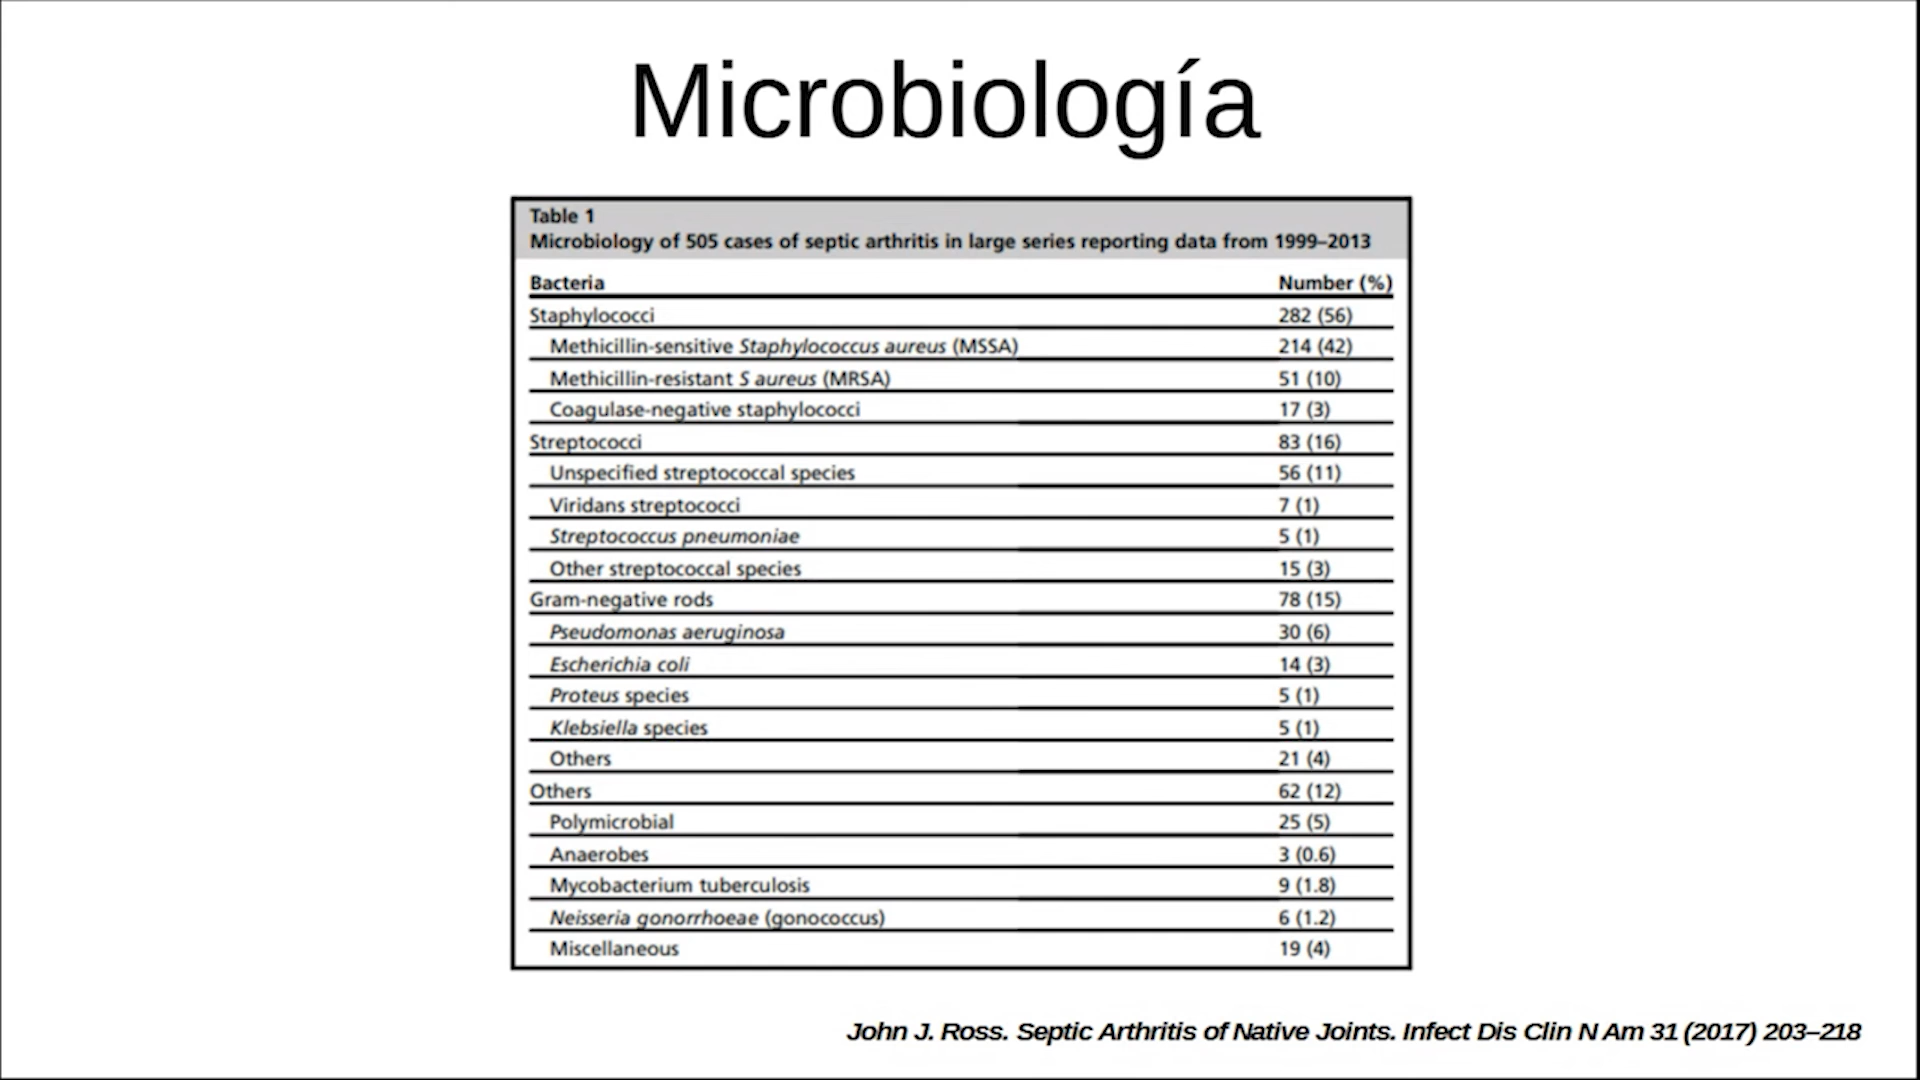 Microbiología
Table 1
Microbiology of 505 cases of septic arthritis in large series reporting data from 1999–2013
Bacteria Number (%)
Staphylococci 282 (56)
Methicillin-sensitive Staphylococcus aureus (MSSA) 214 (42)
Methicillin-resistant S aureus (MRSA) 51 (10)
Coagulase-negative staphylococci 17 (3)
Streptococci 83 (16)
Unspecified streptococcal species 56 (11)
Viridans streptococci 7 (1)
Streptococcus pneumoniae 5 (1)
Other streptococcal species 15 (3)
Gram-negative rods 78 (15)
Pseudomonas aeruginosa 30 (6)
Escherichia coli 14 (3)
Proteus species 5 (1)
Klebsiella species 5 (1)
Others 21 (4)
Others 62 (12)
Polymicrobial 25 (5)
Anaerobes 3 (0.6)
Mycobacterium tuberculosis 9 (1.8)
Neisseria gonorrhoeae (gonococcus) 6 (1.2)
Miscellaneous 19 (4)
John J. Ross. Septic Arthritis of Native Joints. Infect Dis Clin N Am 31 (2017) 203–218